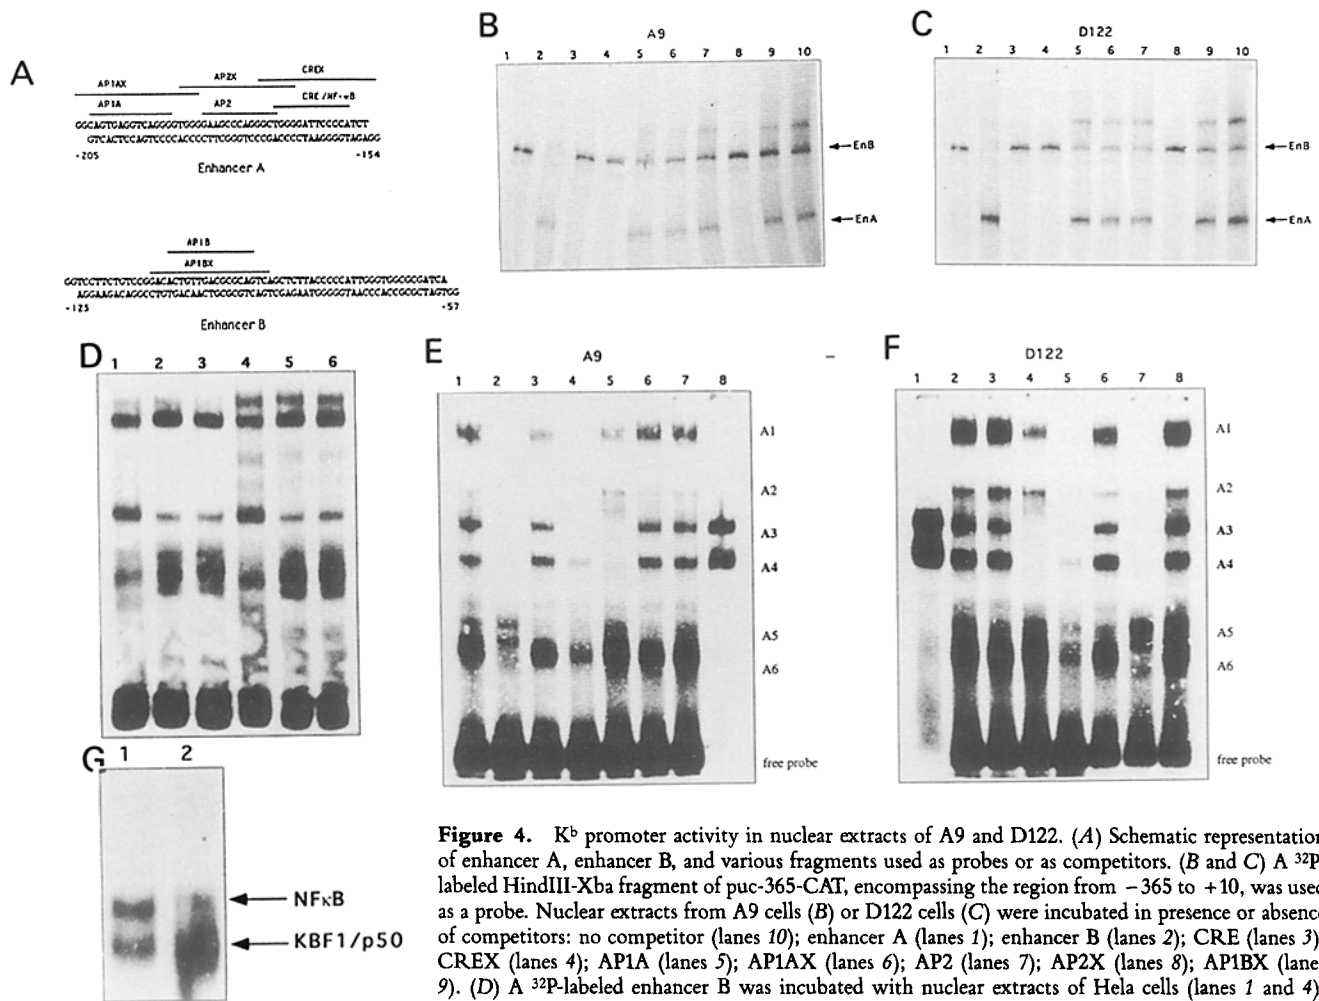 A
AP1AX
AP2X
CREX
AP1A
AP2
CRE/NF-κB
GGCAGTGAGGTCAGGGGTGGGGAAGCCCAGGGCTGGGGATTCCCCATCT
GTCACTCCAGTCCCCACCCCTTCGGGTCCCGACCCCTAAGGGGTAGAGG
-205
-154
Enhancer A
AP1B
AP1BX
-123
-57
Enhancer B
B
A9
1 2 3 4 5 6 7 8 9 10
EnB
EnA
C
D122
1 2 3 4 5 6 7 8 9 10
EnB
EnA
D
1 2 3 4 5 6
E
A9
1 2 3 4 5 6 7 8
A1
A2
A3
A4
A5
A6
free probe
F
D122
1 2 3 4 5 6 7 8
A1
A2
A3
A4
A5
A6
free probe
G
1 2
NFκB
KBF1/p50
Figure 4. Kᵇ promoter activity in nuclear extracts of A9 and D122. (A) Schematic representation
of enhancer A, enhancer B, and various fragments used as probes or as competitors. (B and C) A ³²P
labeled HindIII-Xba fragment of puc-365-CAT, encompassing the region from −365 to +10, was used
as a probe. Nuclear extracts from A9 cells (B) or D122 cells (C) were incubated in presence or absence
of competitors: no competitor (lanes 10); enhancer A (lanes 1); enhancer B (lanes 2); CRE (lanes 3)
CREX (lanes 4); AP1A (lanes 5); AP1AX (lanes 6); AP2 (lanes 7); AP2X (lanes 8); AP1BX (lane
9). (D) A ³²P-labeled enhancer B was incubated with nuclear extracts of Hela cells (lanes 1 and 4)